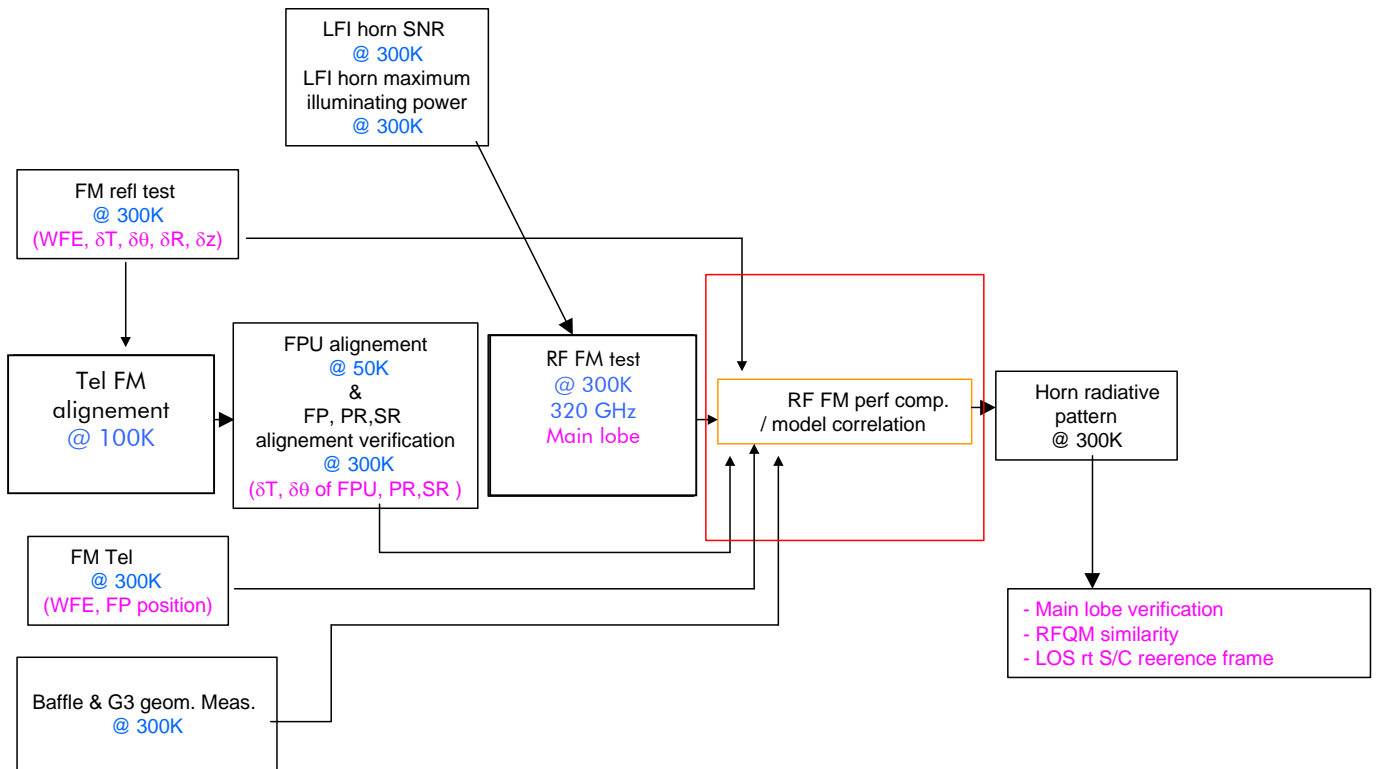 LFI horn SNR
@ 300K
LFI horn maximum
illuminating power
@ 300K
FM refl test
@ 300K
(WFE, δT, δθ, δR, δz)
Tel FM
alignement
@ 100K
FPU alignment
@ 50K
&
FP, PR,SR
alignement verification
@ 300K
(δT, δθ of FPU, PR,SR )
RF FM test
@ 300K
320 GHz
Main lobe
RF FM perf comp.
/ model correlation
Horn radiative
pattern
@ 300K
FM Tel
@ 300K
(WFE, FP position)
- Main lobe verification
- RFQM similarity
- LOS rt S/C reerence frame
Baffle & G3 geom. Meas.
@ 300K